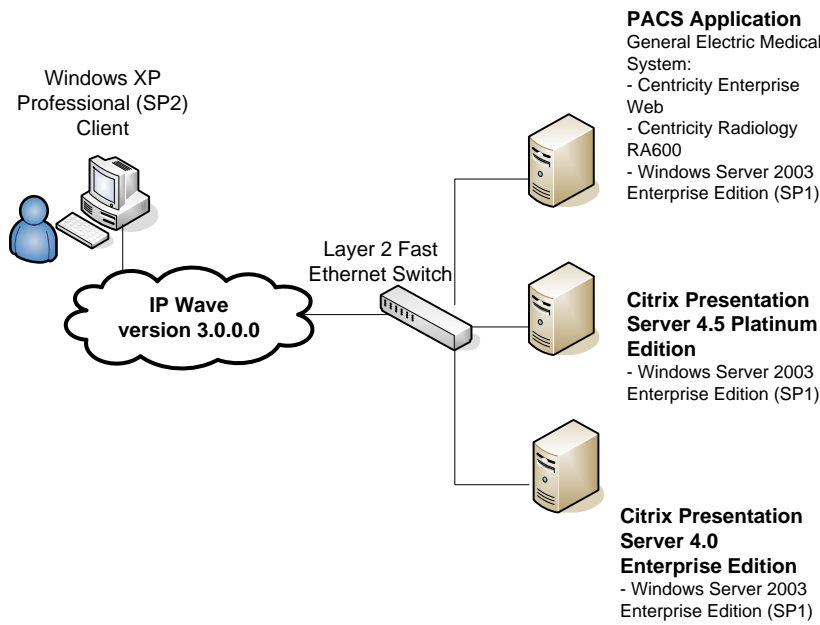 Windows XP
Professional (SP2)
Client
IP Wave
version 3.0.0.0
Layer 2 Fast
Ethernet Switch
PACS Application
General Electric Medical
System:
- Centricity Enterprise
Web
- Centricity Radiology
RA600
- Windows Server 2003
Enterprise Edition (SP1)
Citrix Presentation
Server 4.5 Platinum
Edition
- Windows Server 2003
Enterprise Edition (SP1)
Citrix Presentation
Server 4.0
Enterprise Edition
- Windows Server 2003
Enterprise Edition (SP1)